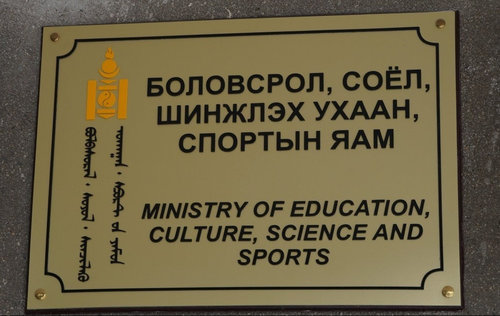 БОЛОВСРОЛ, СОЁЛ,
ШИНЖЛЭХ УХААН,
СПОРТЫН ЯАМ
MINISTRY OF EDUCATION,
CULTURE, SCIENCE AND
SPORTS